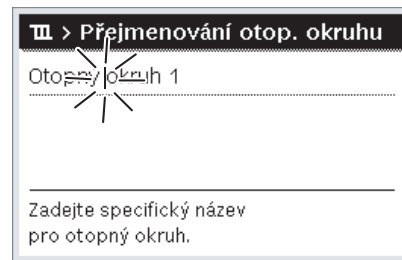 > Přejmenování otop. okruhu
Otopný okruh 1
Zadejte specifický název
pro otopný okruh.